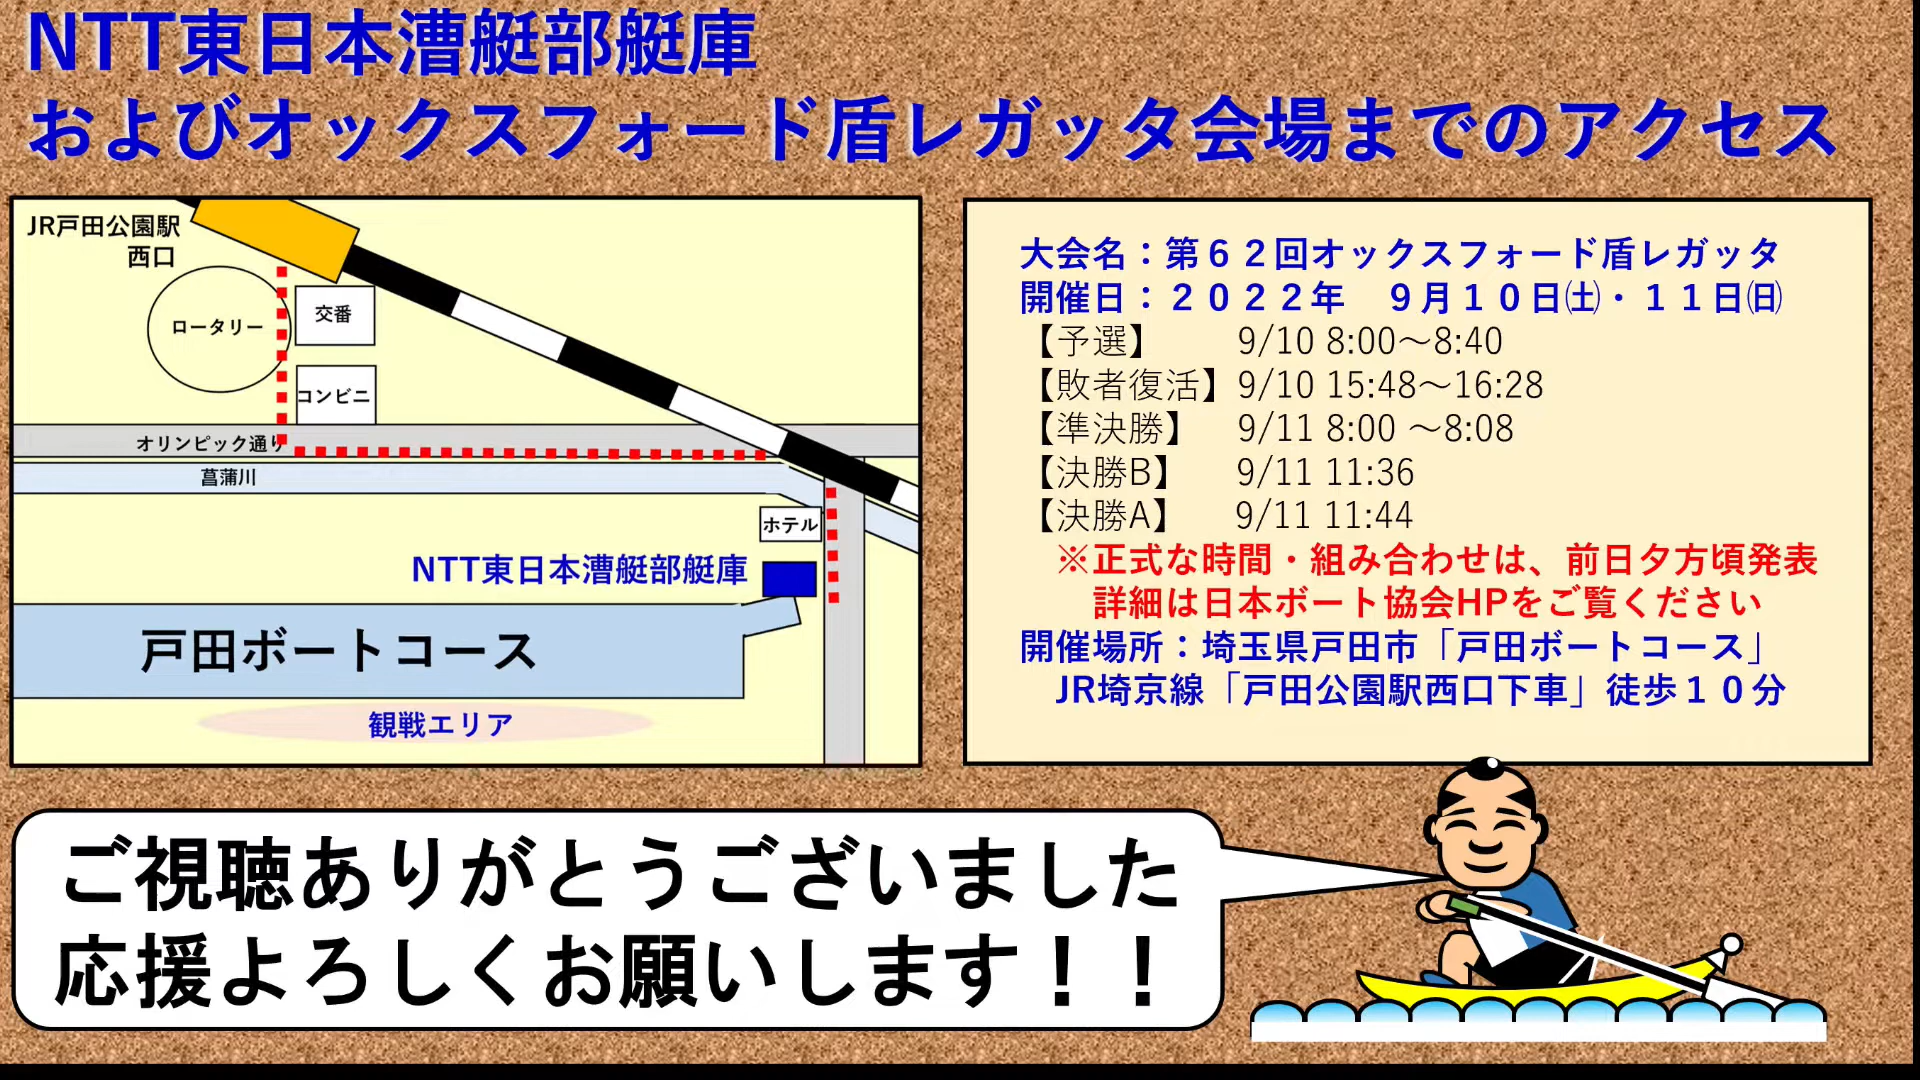 NTT東日本漕艇部艇庫
およびオックスフォード盾レガッタ会場までのアクセス
JR戸田公園駅
西口
ロータリー
交番
コンビニ
オリンピック通り
菖蒲川
ホテル
NTT東日本漕艇部艇庫
戸田ボートコース
観戦エリア
大会名：第６２回オックスフォード盾レガッタ
開催日：２０２２年　９月１０日㈯・１１日㈰
【予選】 9/10 8:00～8:40
【敗者復活】 9/10 15:48～16:28
【準決勝】 9/11 8:00 ～8:08
【決勝B】 9/11 11:36
【決勝A】 9/11 11:44
※正式な時間・組み合わせは、前日夕方頃発表
詳細は日本ボート協会HPをご覧ください
開催場所：埼玉県戸田市「戸田ボートコース」
JR埼京線「戸田公園駅西口下車」徒歩１０分
ご視聴ありがとうございました
応援よろしくお願いします！！